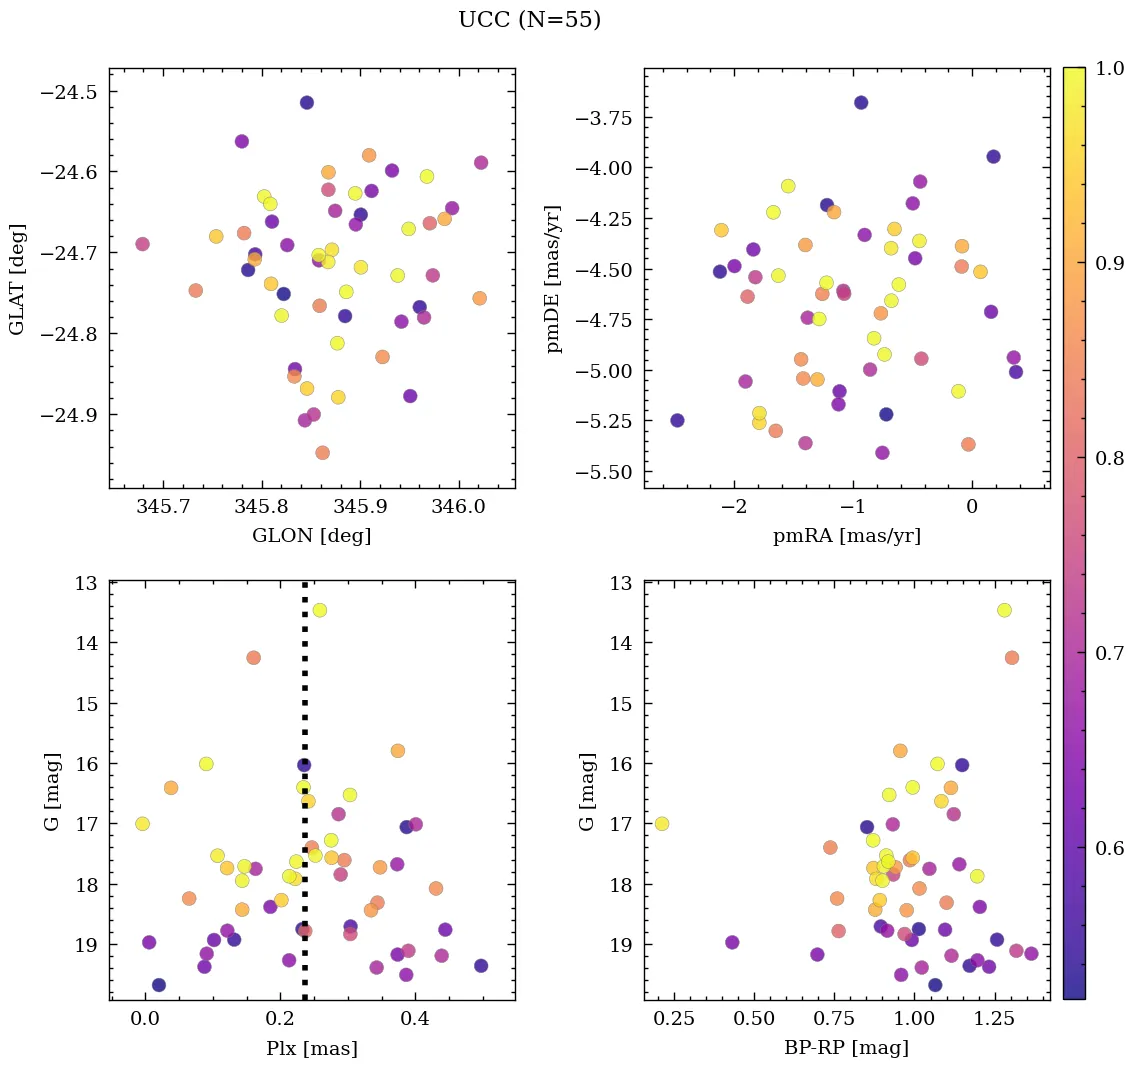 UCC (N=55)
−24.5
−24.6
−24.7
−24.8
−24.9
GLAT [deg]
345.7 345.8 345.9 346.0
GLON [deg]
−3.75
−4.00
−4.25
−4.50
−4.75
−5.00
−5.25
−5.50
pmDE [mas/yr]
−2 −1 0
pmRA [mas/yr]
1.0
0.9
0.8
0.7
0.6
13
14
15
16
17
18
19
G [mag]
0.0 0.2 0.4
Plx [mas]
13
14
15
16
17
18
19
G [mag]
0.25 0.50 0.75 1.00 1.25
BP-RP [mag]